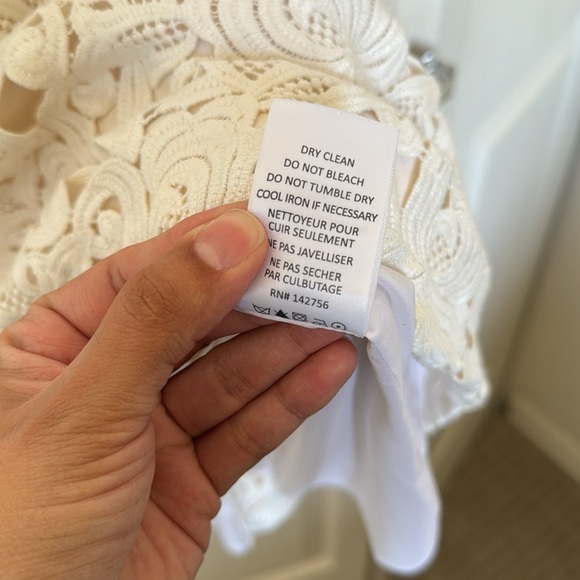 DRY CLEAN
DO NOT BLEACH
DO NOT TUMBLE DRY
COOL IRON IF NECESSARY
NETTOYEUR POUR
CUIR SEULEMENT
NE PAS JAVELLISER
NE PAS SECHER
PAR CULBUTAGE
RN# 142756